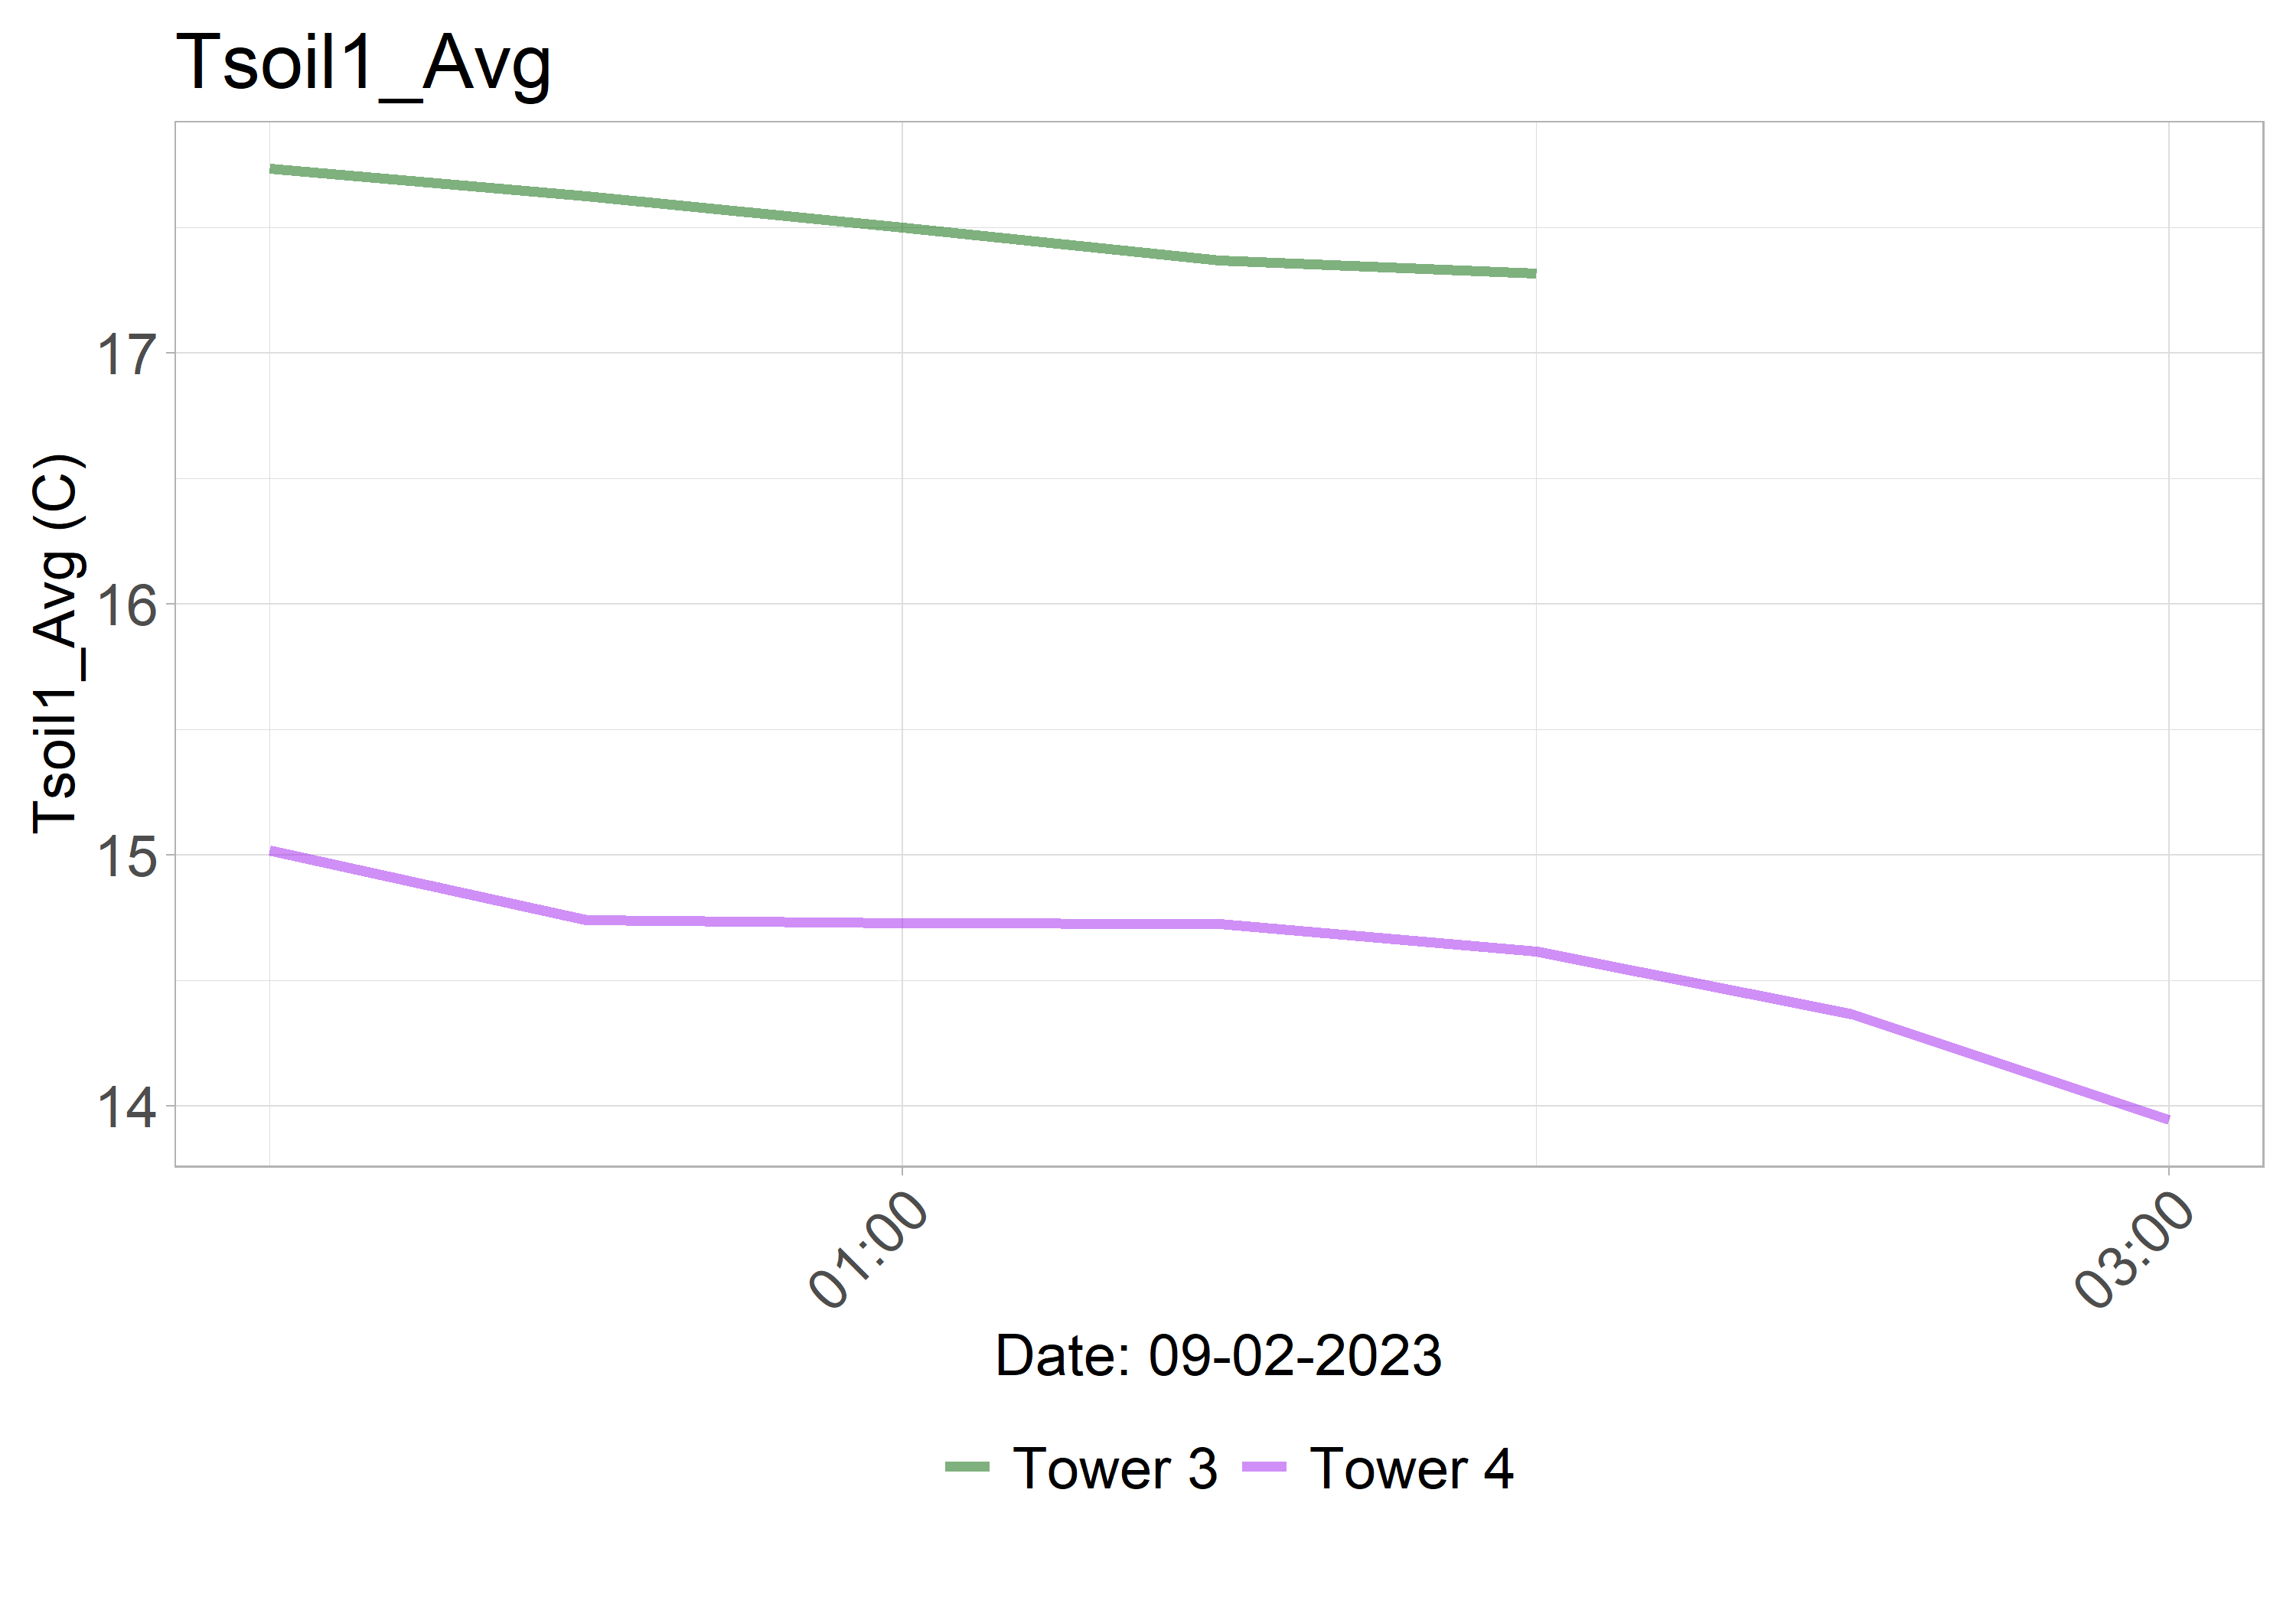 Tsoil1_Avg
Tsoil1_Avg (C)
17
16
15
14
01:00
03:00
Date: 09-02-2023
Tower 3
Tower 4